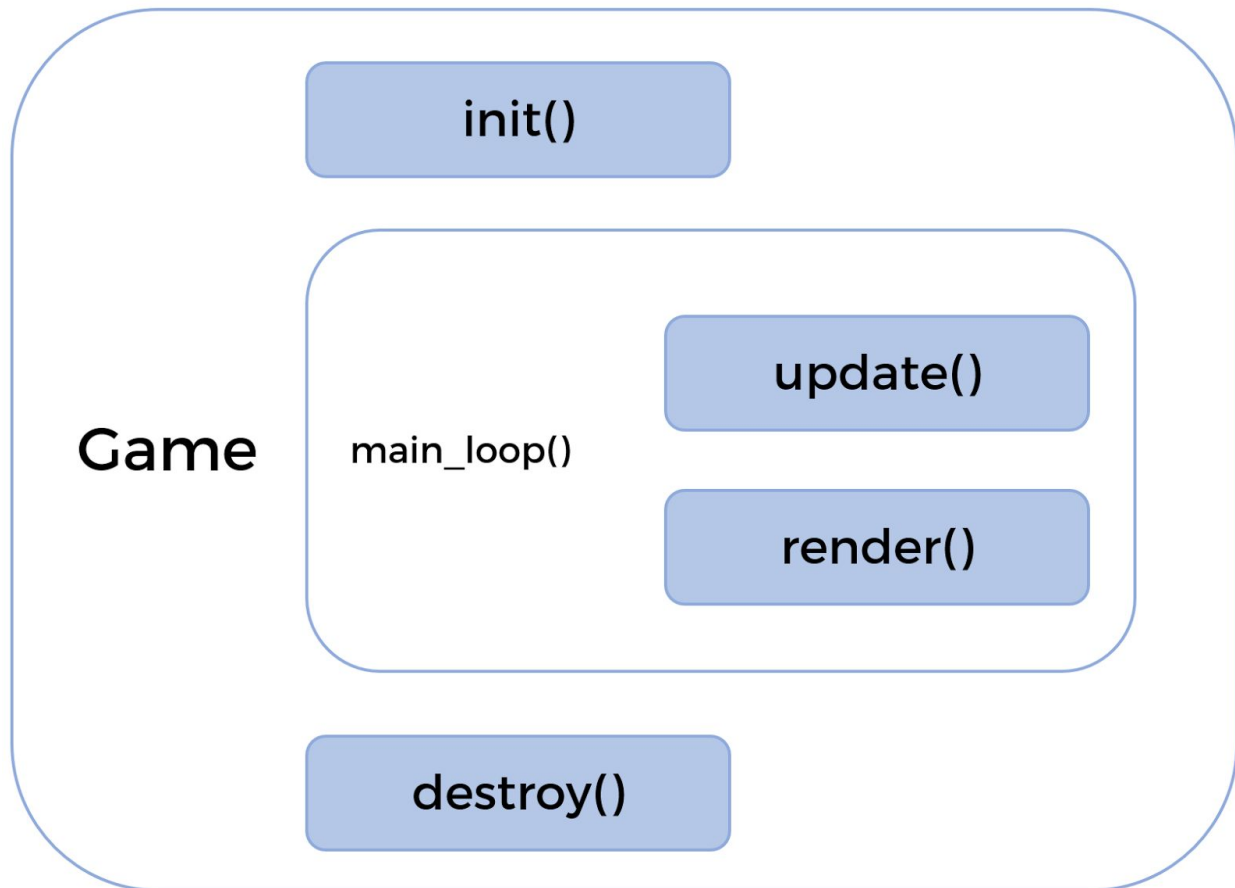 init()
update()
Game
main_loop()
render()
destroy()